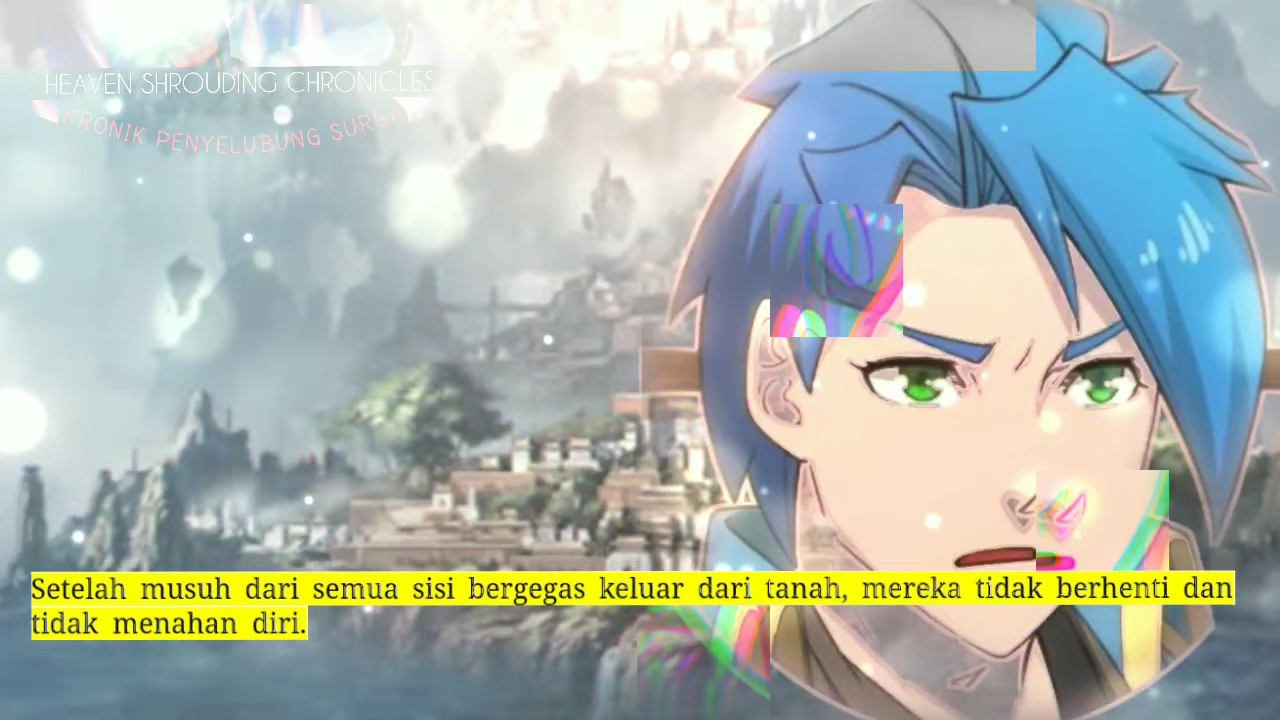 HEAVEN SHROUDING CHRONICLES
KRONIK PENYELUBUNG SURGA
Setelah musuh dari semua sisi bergegas keluar dari tanah, mereka tidak berhenti dan
tidak menahan diri.